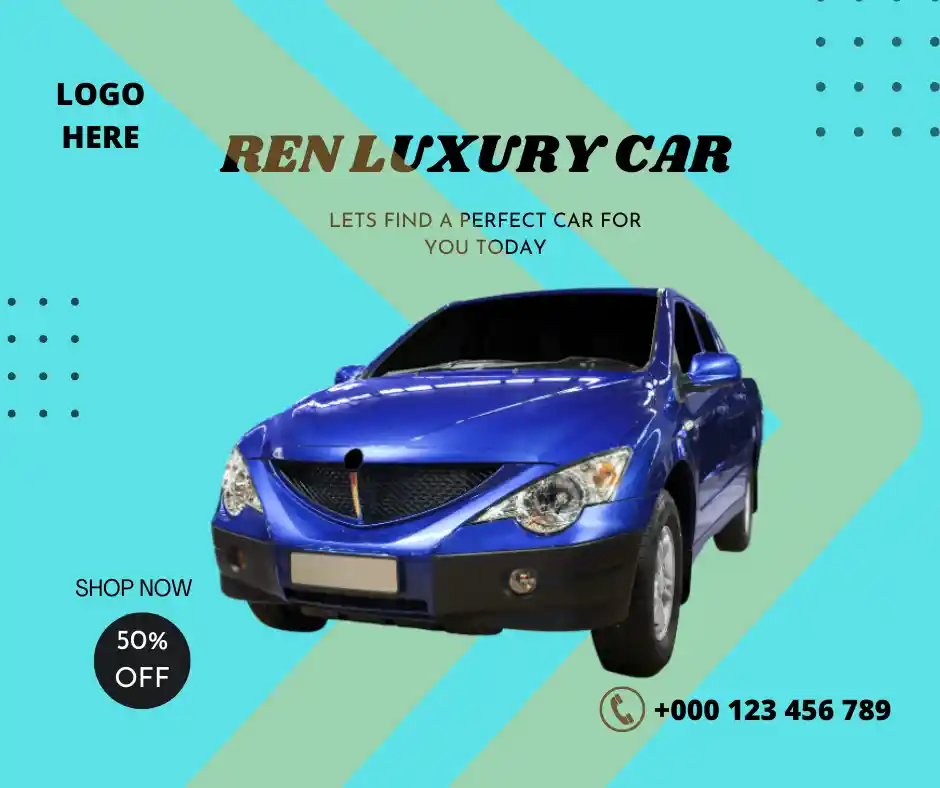 LOGO
HERE
REN LUXURY CAR
LETS FIND A PERFECT CAR FOR
YOU TODAY
SHOP NOW
50%
OFF
+000 123 456 789